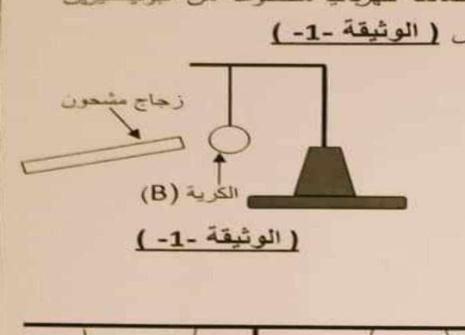 ( الوثيقة -1- )
زجاج مشحون
الكرية (B)
( الوثيقة -1- )